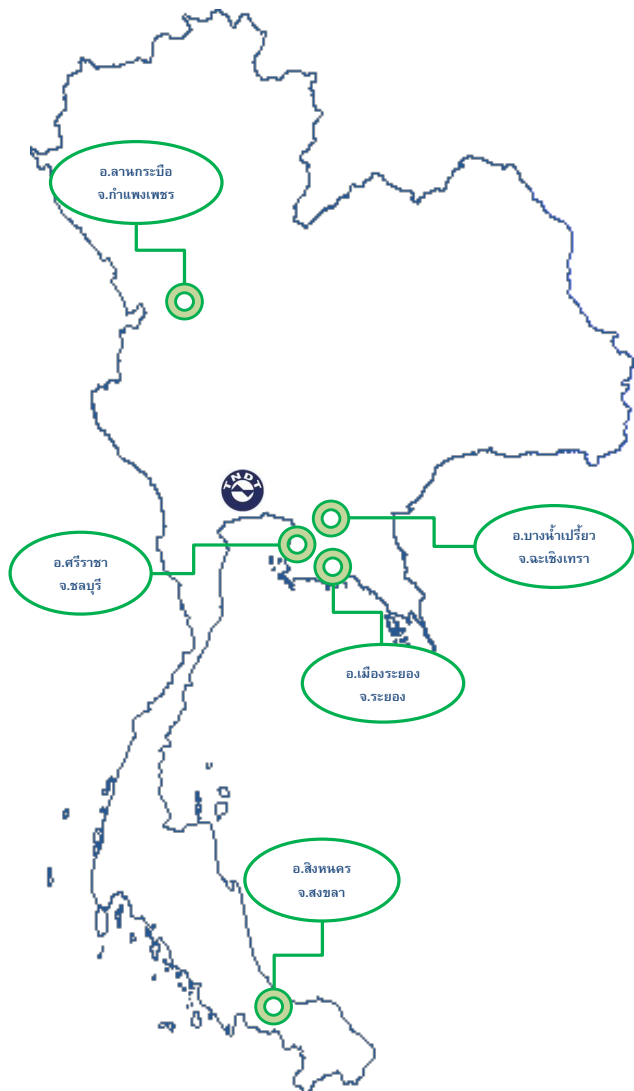 อ.ลานกระบือ
จ.กำแพงเพชร
TNDT
อ.บางน้ำเปรี้ยว
จ.ฉะเชิงเทรา
อ.ศรีราชา
จ.ชลบุรี
อ.เมืองระยอง
จ.ระยอง
อ.สิงหนคร
จ.สงขลา